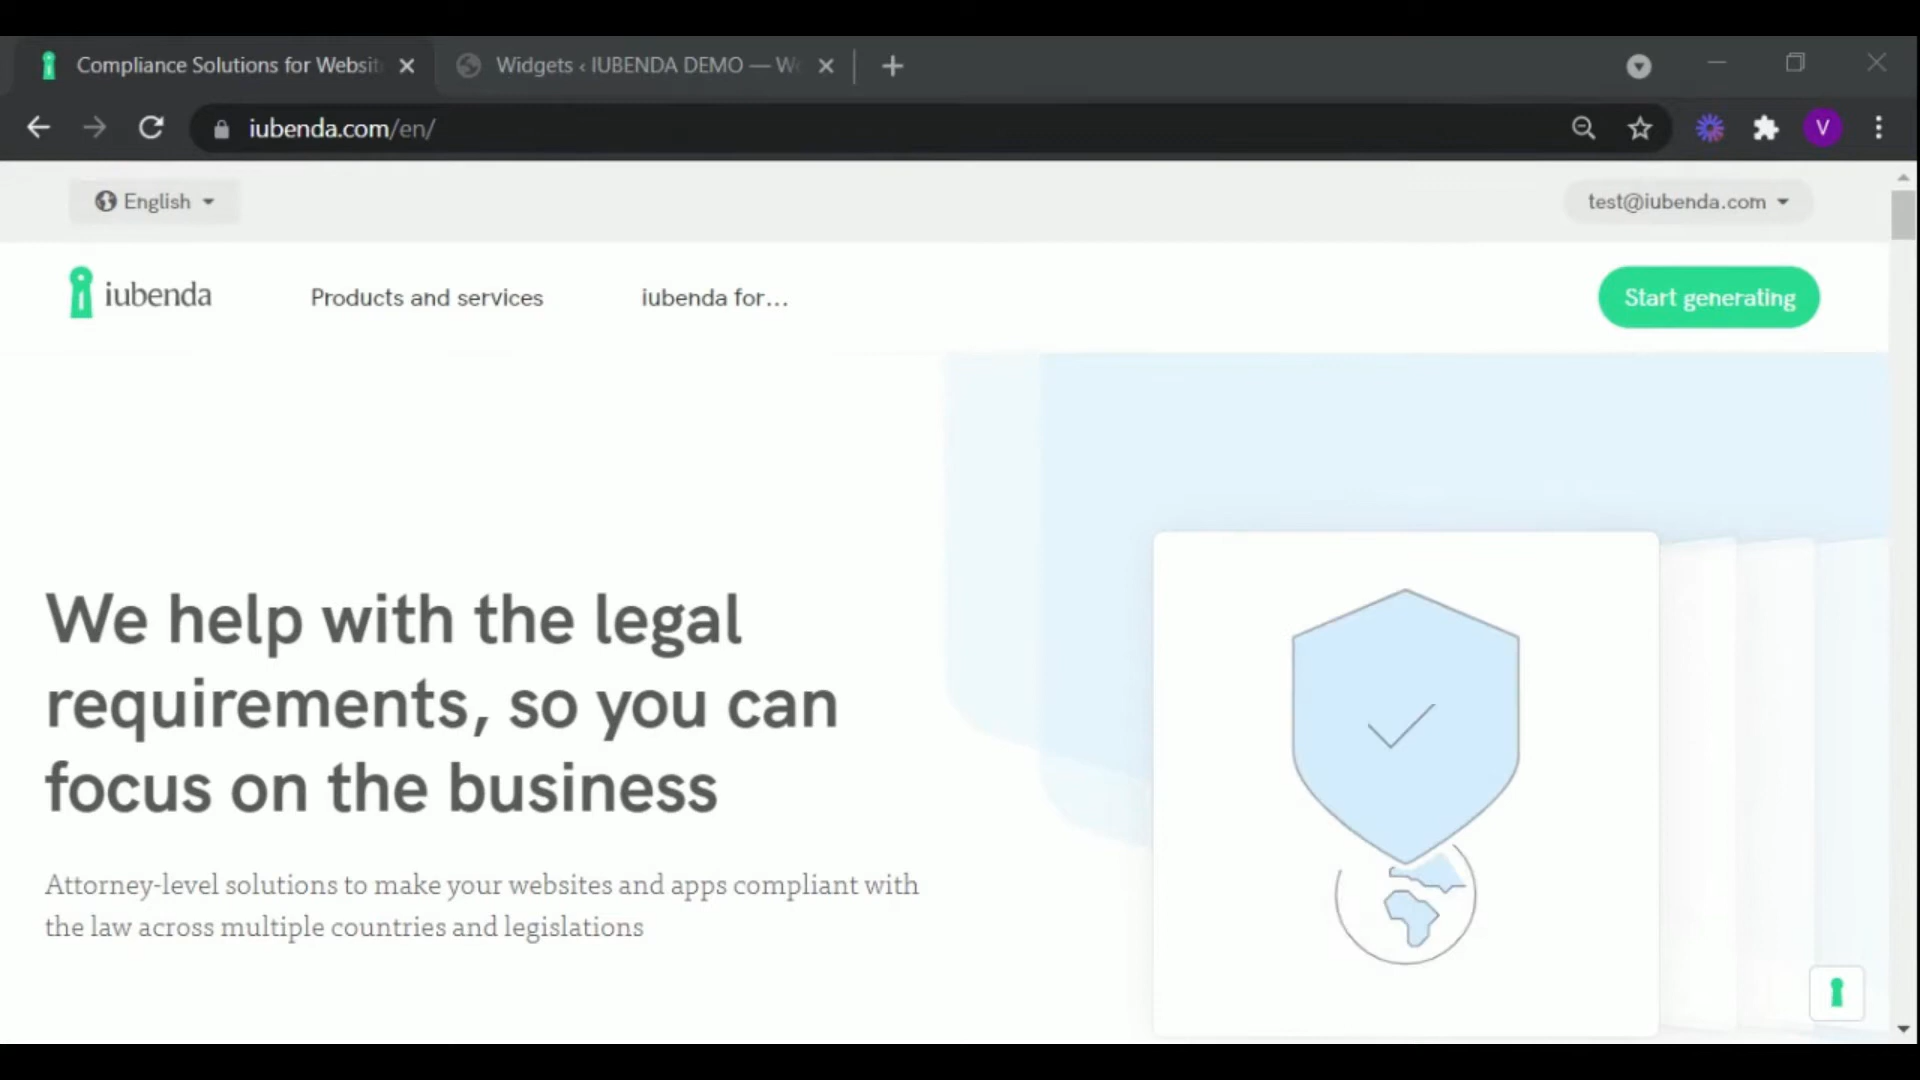 Compliance Solutions for Websit
Widgets ‹ IUBENDA DEMO — W
iubenda.com/en/
V
English
test@iubenda.com
iubenda
Products and services
iubenda for...
Start generating
We help with the legal
requirements, so you can
focus on the business
Attorney-level solutions to make your websites and apps compliant with
the law across multiple countries and legislations